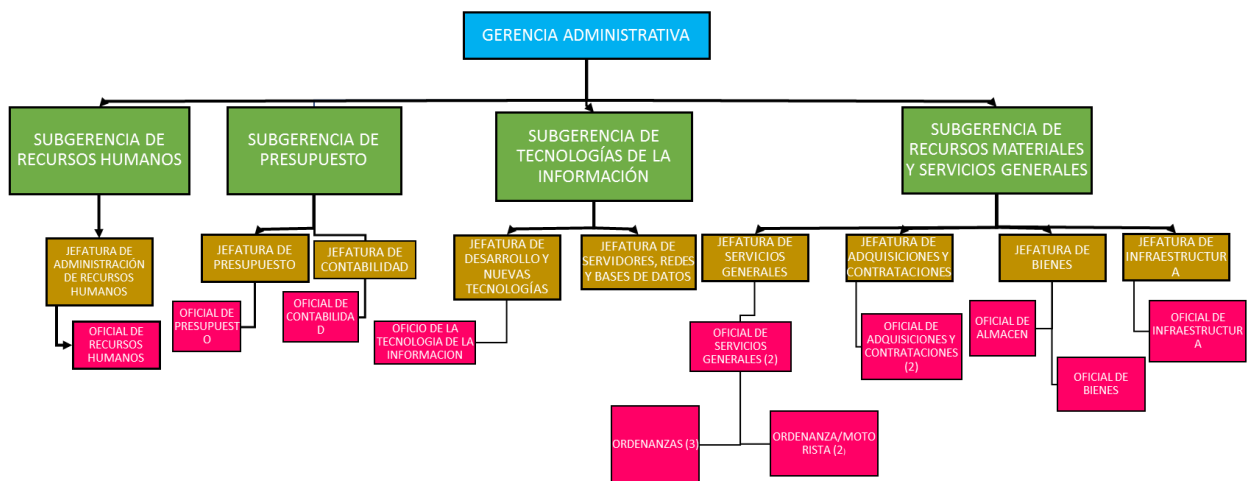 GERENCIA ADMINISTRATIVA
SUBGERENCIA DE
RECURSOS HUMANOS
SUBGERENCIA DE
PRESUPUESTO
SUBGERENCIA DE
TECNOLOGÍAS DE LA
INFORMACIÓN
SUBGERENCIA DE
RECURSOS MATERIALES
Y SERVICIOS GENERALES
JEFATURA DE
ADMINISTRACIÓN
DE RECURSOS
HUMANOS
JEFATURA DE
PRESUPUESTO
JEFATURA DE
CONTABILIDAD
JEFATURA DE
DESARROLLO Y
NUEVAS
TECNOLOGÍAS
JEFATURA DE
SERVIDORES, REDES
Y BASES DE DATOS
JEFATURA DE
SERVICIOS
GENERALES
JEFATURA DE
ADQUISICIONES Y
CONTRATACIONES
JEFATURA DE
BIENES
JEFATURA DE
INFRAESTRUCTUR
A
OFICIAL DE
RECURSOS
HUMANOS
OFICIAL DE
PRESUPUEST
O
OFICIAL DE
CONTABILIDA
D
OFICIO DE LA
TECNOLOGIA DE LA
INFORMACION
OFICIAL DE
SERVICIOS
GENERALES (2)
OFICIAL DE
ADQUISICIONES Y
CONTRATACIONES
(2)
OFICIAL DE
ALMACEN
OFICIAL DE
BIENES
OFICIAL DE
INFRAESTRUCTUR
A
ORDENANZAS (3)
ORDENANZA/MOTO
RISTA (2)